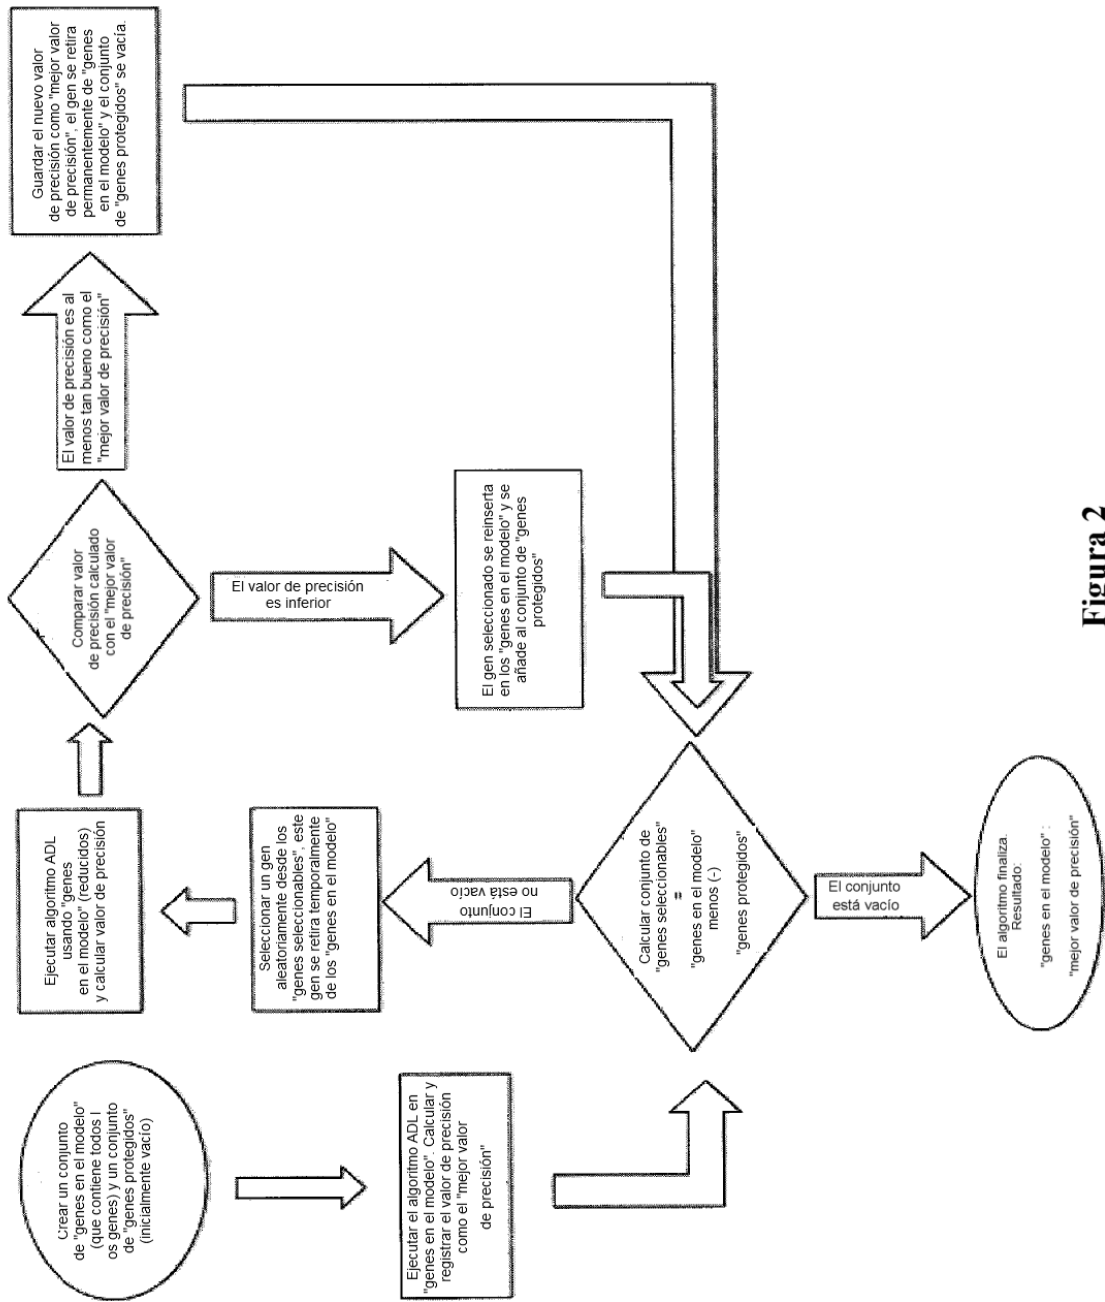 Crear un conjunto
de "genes en el modelo"
(que contiene todos l
os genes) y un conjunto
de "genes protegidos"
(inicialmente vacío)
Ejecutar el algoritmo ADL en
"genes en el modelo". Calcular y
registrar el valor de precisión
como el "mejor valor
de precisión"
Calcular conjunto de
"genes seleccionables"
=
"genes en el modelo"
menos (-)
"genes protegidos"
El conjunto
no está vacío
Seleccionar un gen
aleatoriamente desde los
"genes seleccionables", este
gen se retira temporalmente
de los "genes en el modelo"
Ejecutar algoritmo ADL
usando "genes
en el modelo" (reducidos)
y calcular valor de precisión
Comparar valor
de precisión calculado
con el "mejor valor
de precisión"
El valor de precisión es al
menos tan bueno como el
"mejor valor de precisión"
Guardar el nuevo valor
de precisión como "mejor valor
de precisión", el gen se retira
permanentemente de "genes
en el modelo" y el conjunto
de "genes protegidos" se vacía.
El valor de precisión
es inferior
El gen seleccionado se reinserta
en los "genes en el modelo" y se
añade al conjunto de "genes
protegidos"
El conjunto
está vacío
El algoritmo finaliza.
Resultado:
"genes en el modelo" :
"mejor valor de precisión"
Figura 2